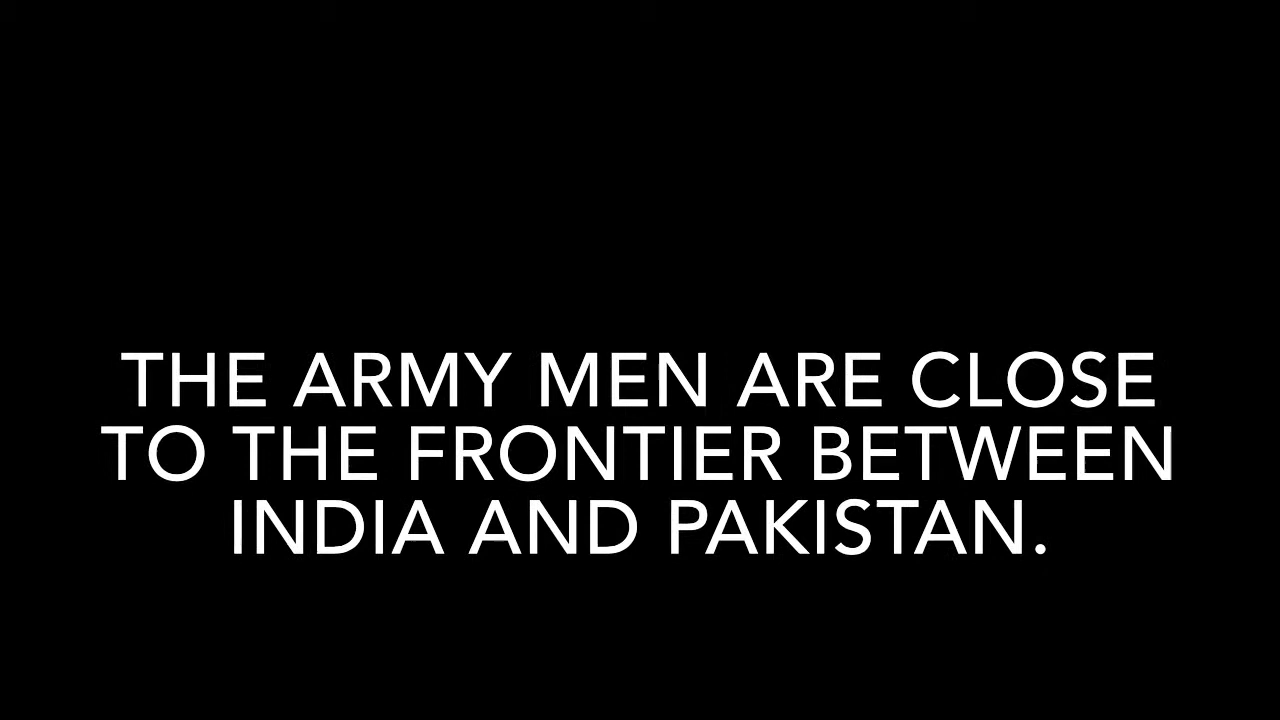 THE ARMY MEN ARE CLOSE
TO THE FRONTIER BETWEEN
INDIA AND PAKISTAN.